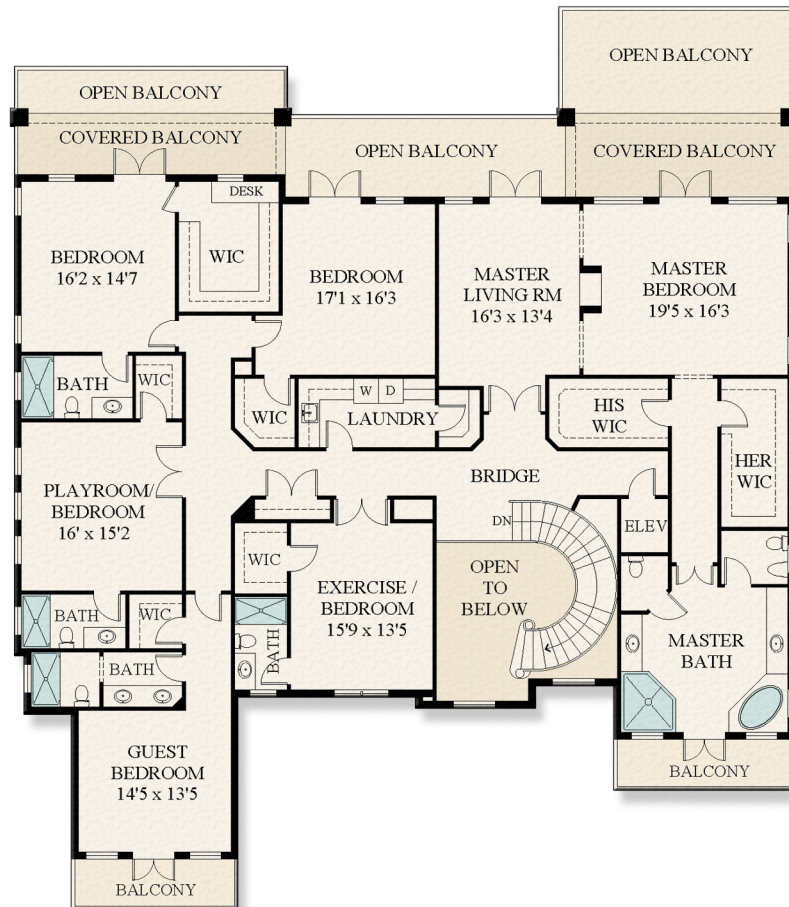 OPEN BALCONY
OPEN BALCONY
COVERED BALCONY
OPEN BALCONY
COVERED BALCONY
DESK
BEDROOM
16'2 x 14'7
WIC
BEDROOM
17'1 x 16'3
MASTER
LIVING RM
16'3 x 13'4
MASTER
BEDROOM
19'5 x 16'3
BATH
WIC
WIC
W
D
LAUNDRY
HIS
WIC
HER
WIC
PLAYROOM/
BEDROOM
16' x 15'2
BRIDGE
DN
ELEV
WIC
EXERCISE /
BEDROOM
15'9 x 13'5
OPEN
TO
BELOW
BATH
WIC
BATH
BATH
MASTER
BATH
GUEST
BEDROOM
14'5 x 13'5
BALCONY
BALCONY